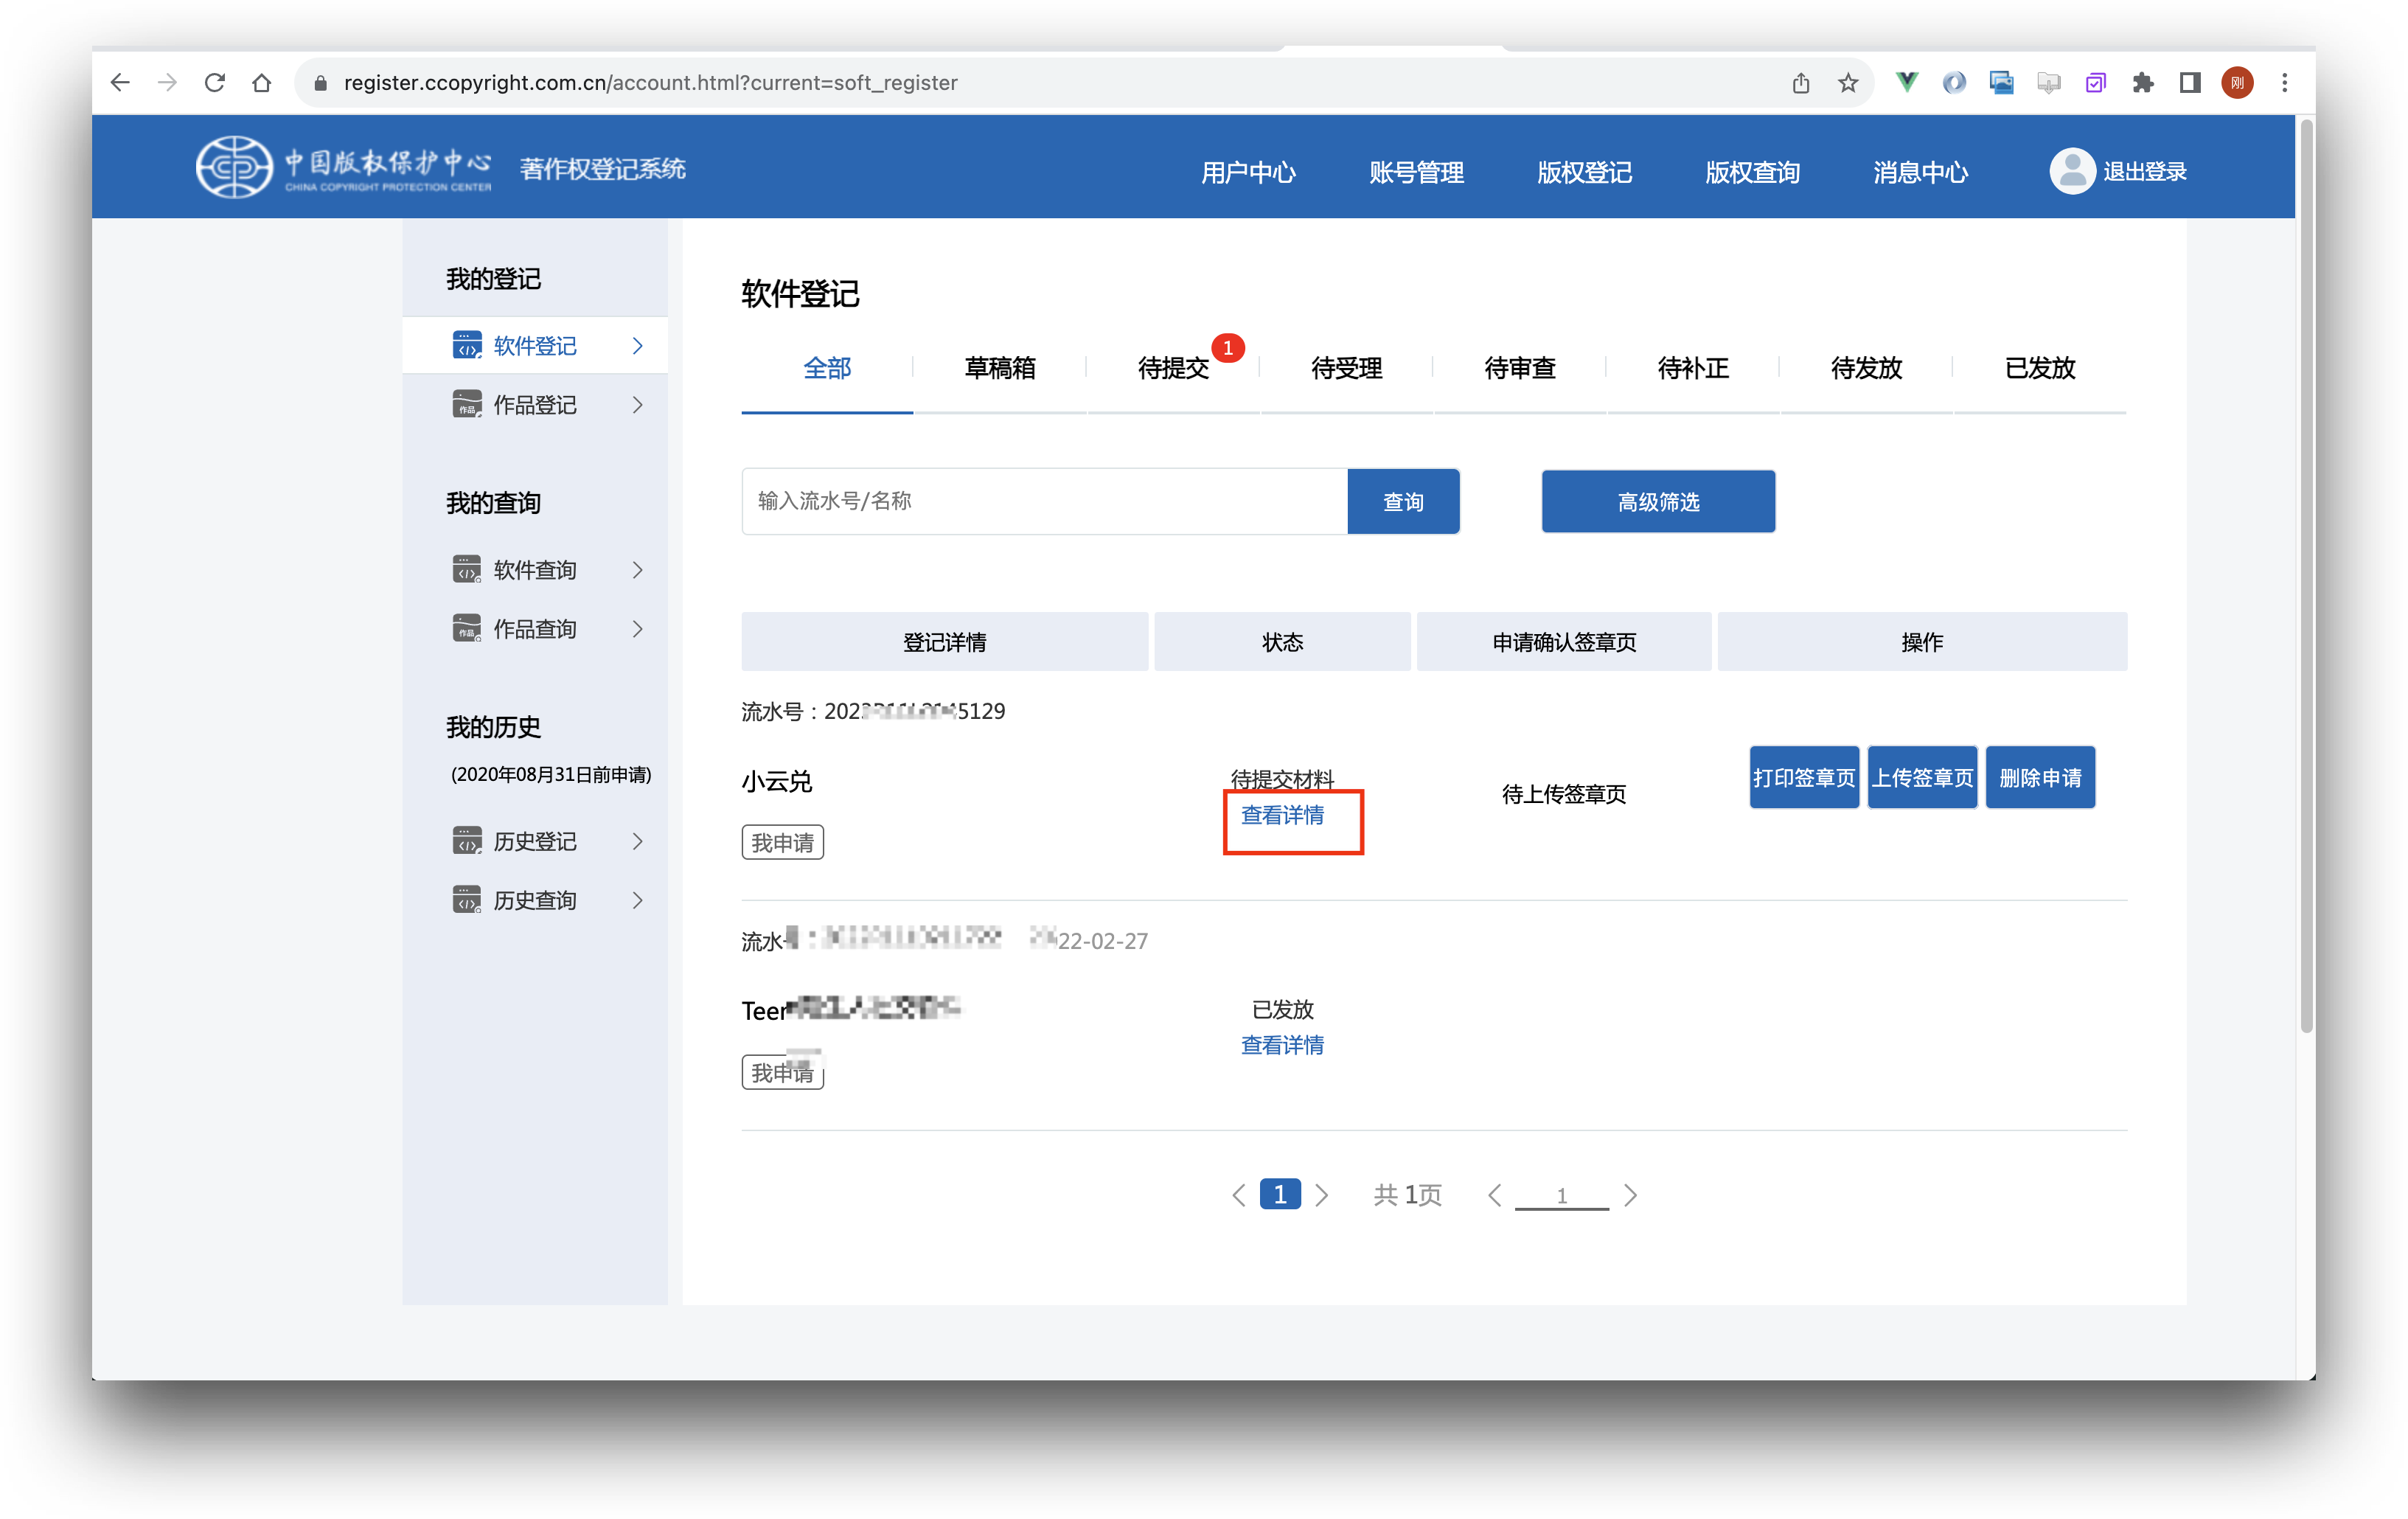 register.ccopyright.com.cn/account.html?current=soft_register
刚
中国版权保护中心
CHINA COPYRIGHT PROTECTION CENTER
著作权登记系统
用户中心 账号管理 版权登记 版权查询 消息中心 退出登录
我的登记
软件登记
作品登记
我的查询
软件查询
作品查询
我的历史
(2020年08月31日前申请)
历史登记
历史查询
软件登记
全部 草稿箱 待提交 1 待受理 待审查 待补正 待发放 已发放
输入流水号/名称 查询 高级筛选
登记详情 状态 申请确认签章页 操作
流水号：202 5129
小云兑
我申请
待提交材料
查看详情
待上传签章页
打印签章页 上传签章页 删除申请
流水 22-02-27
Teer
我申请
已发放
查看详情
1 共 1页 1